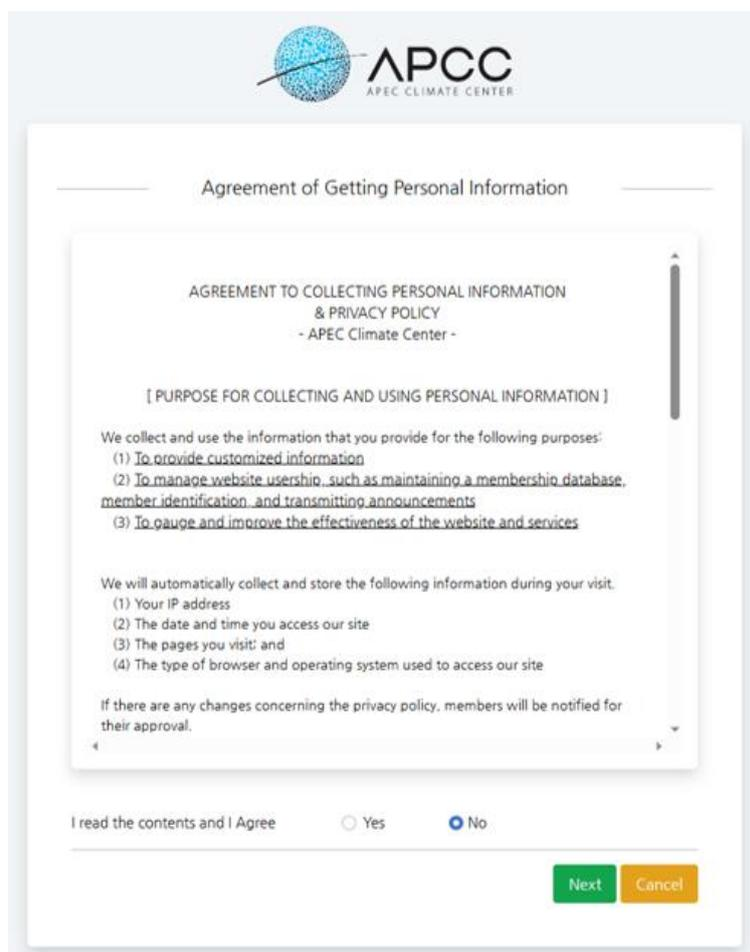 APCC
APEC CLIMATE CENTER
Agreement of Getting Personal Information
AGREEMENT TO COLLECTING PERSONAL INFORMATION
& PRIVACY POLICY
- APEC Climate Center -
[ PURPOSE FOR COLLECTING AND USING PERSONAL INFORMATION ]
We collect and use the information that you provide for the following purposes:
(1) To provide customized information
(2) To manage website usership, such as maintaining a membership database,
member identification, and transmitting announcements
(3) To gauge and improve the effectiveness of the website and services
We will automatically collect and store the following information during your visit.
(1) Your IP address
(2) The date and time you access our site
(3) The pages you visit; and
(4) The type of browser and operating system used to access our site
If there are any changes concerning the privacy policy, members will be notified for
their approval.
I read the contents and I Agree Yes No
Next Cancel